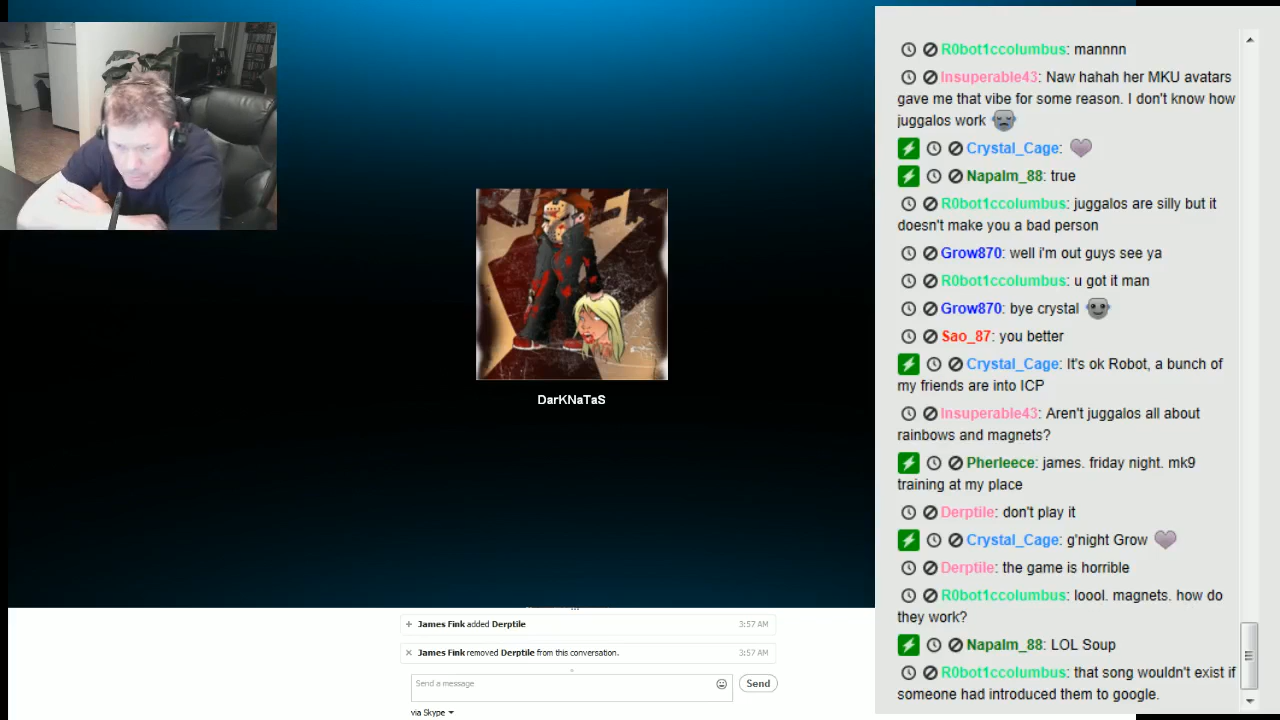 R0bot1ccolumbus: mannnn
Insuperable43: Naw hahah her MKU avatars
gave me that vibe for some reason. I don't know how
juggalos work
Crystal_Cage:
Napalm_88: true
R0bot1ccolumbus: juggalos are silly but it
doesn't make you a bad person
Grow870: well i'm out guys see ya
R0bot1ccolumbus: u got it man
Grow870: bye crystal
Sao_87: you better
Crystal_Cage: It's ok Robot, a bunch of
my friends are into ICP
Insuperable43: Aren't juggalos all about
rainbows and magnets?
Pherleece: james. friday night. mk9
training at my place
Derptile: don't play it
Crystal_Cage: g'night Grow
Derptile: the game is horrible
R0bot1ccolumbus: loool. magnets. how do
they work?
Napalm_88: LOL Soup
R0bot1ccolumbus: that song wouldn't exist if
someone had introduced them to google.
DarKNaTaS
James Fink added Derptile 3:57 AM
James Fink removed Derptile from this conversation. 3:57 AM
Send a message Send
via Skype